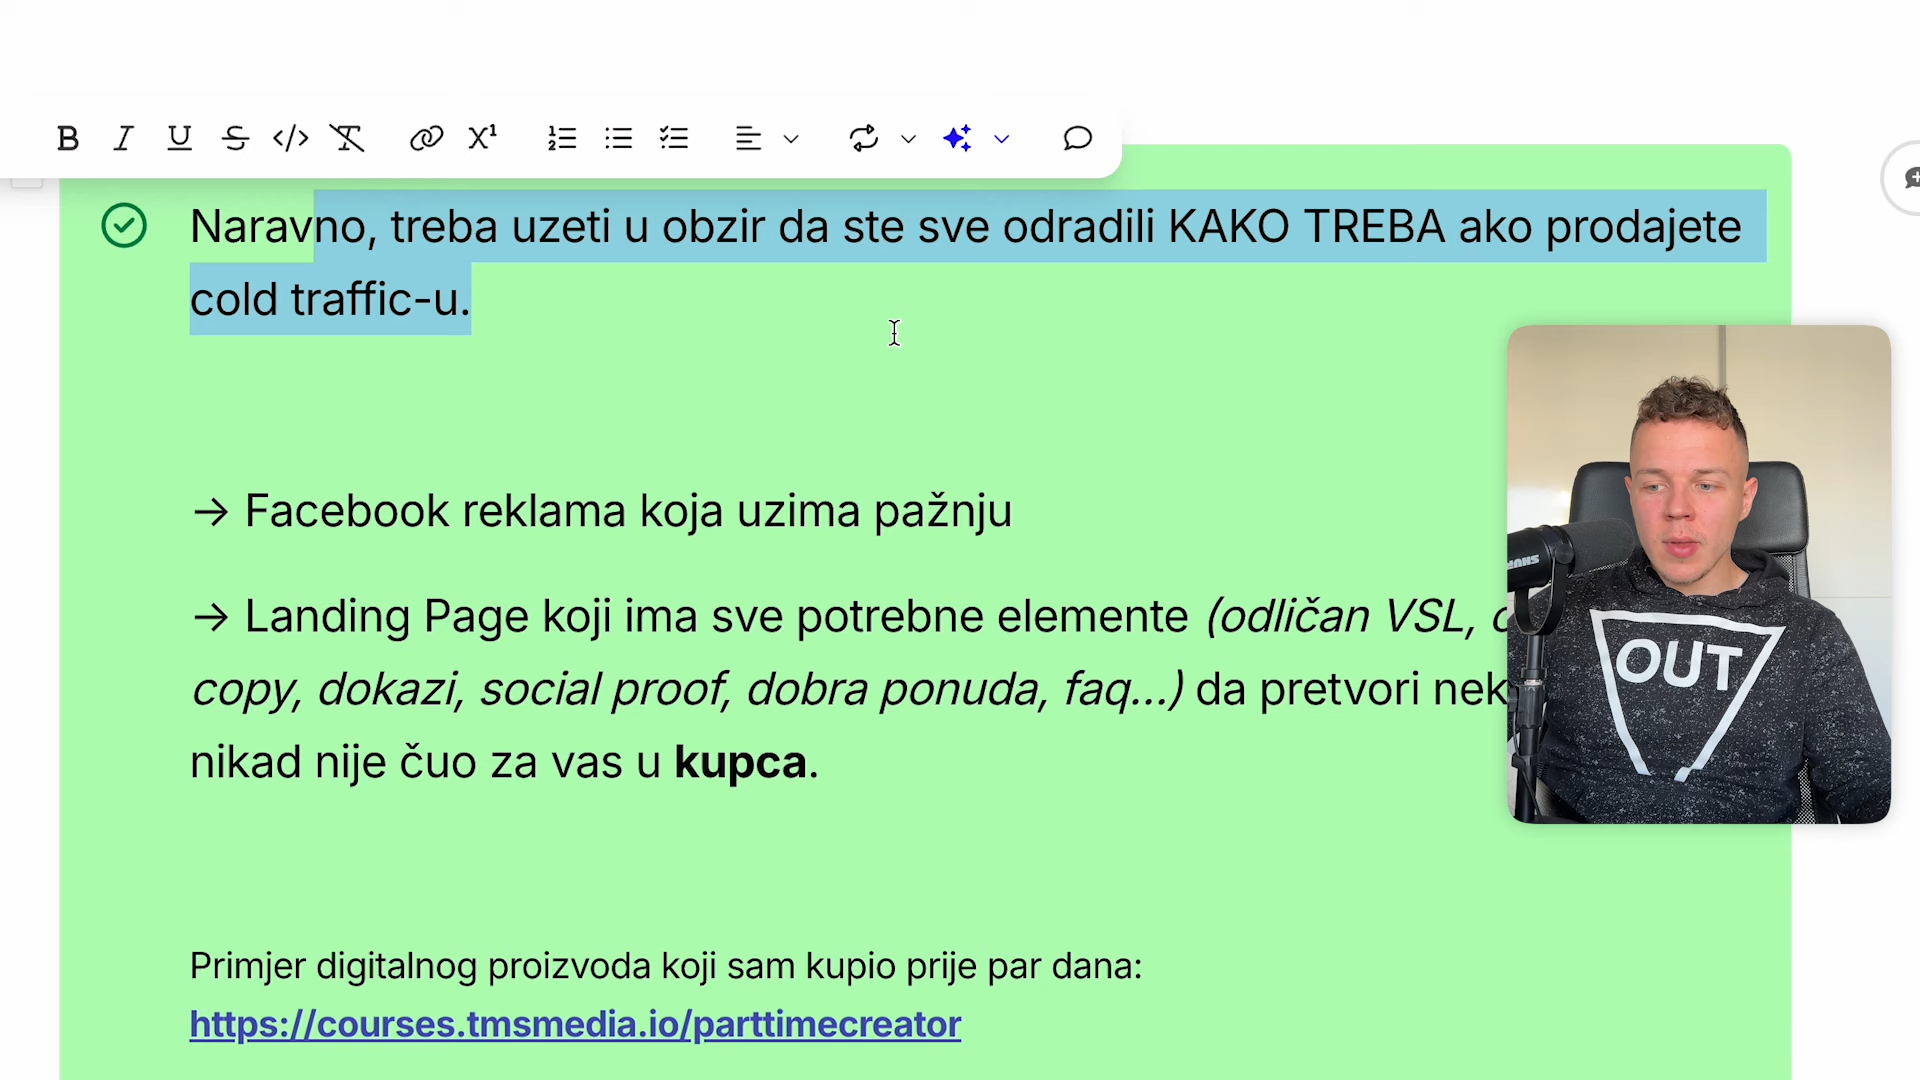 Naravno, treba uzeti u obzir da ste sve odradili KAKO TREBA ako prodajete
cold traffic-u.
→ Facebook reklama koja uzima pažnju
→ Landing Page koji ima sve potrebne elemente (odličan VSL,
copy, dokazi, social proof, dobra ponuda, faq...) da pretvori
nikad nije čuo za vas u kupca.
OUT
Primjer digitalnog proizvoda koji sam kupio prije par dana:
https://courses.tmsmedia.io/parttimecreator